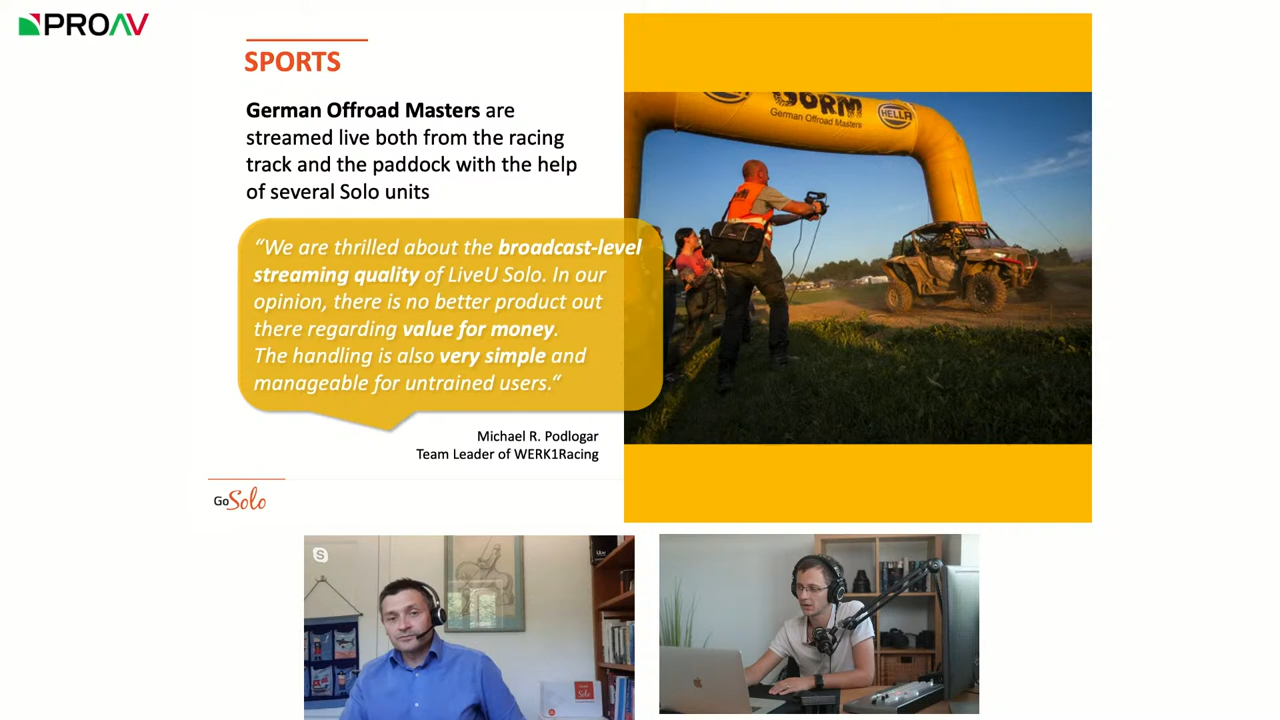 PROAV
SPORTS
German Offroad Masters are
streamed live both from the racing
track and the paddock with the help
of several Solo units
“We are thrilled about the broadcast-level
streaming quality of LiveU Solo. In our
opinion, there is no better product out
there regarding value for money.
The handling is also very simple and
manageable for untrained users.“
Michael R. Podlogar
Team Leader of WERK1Racing
GoSolo
GORM
German Offroad Masters
HELLA
S
Solo